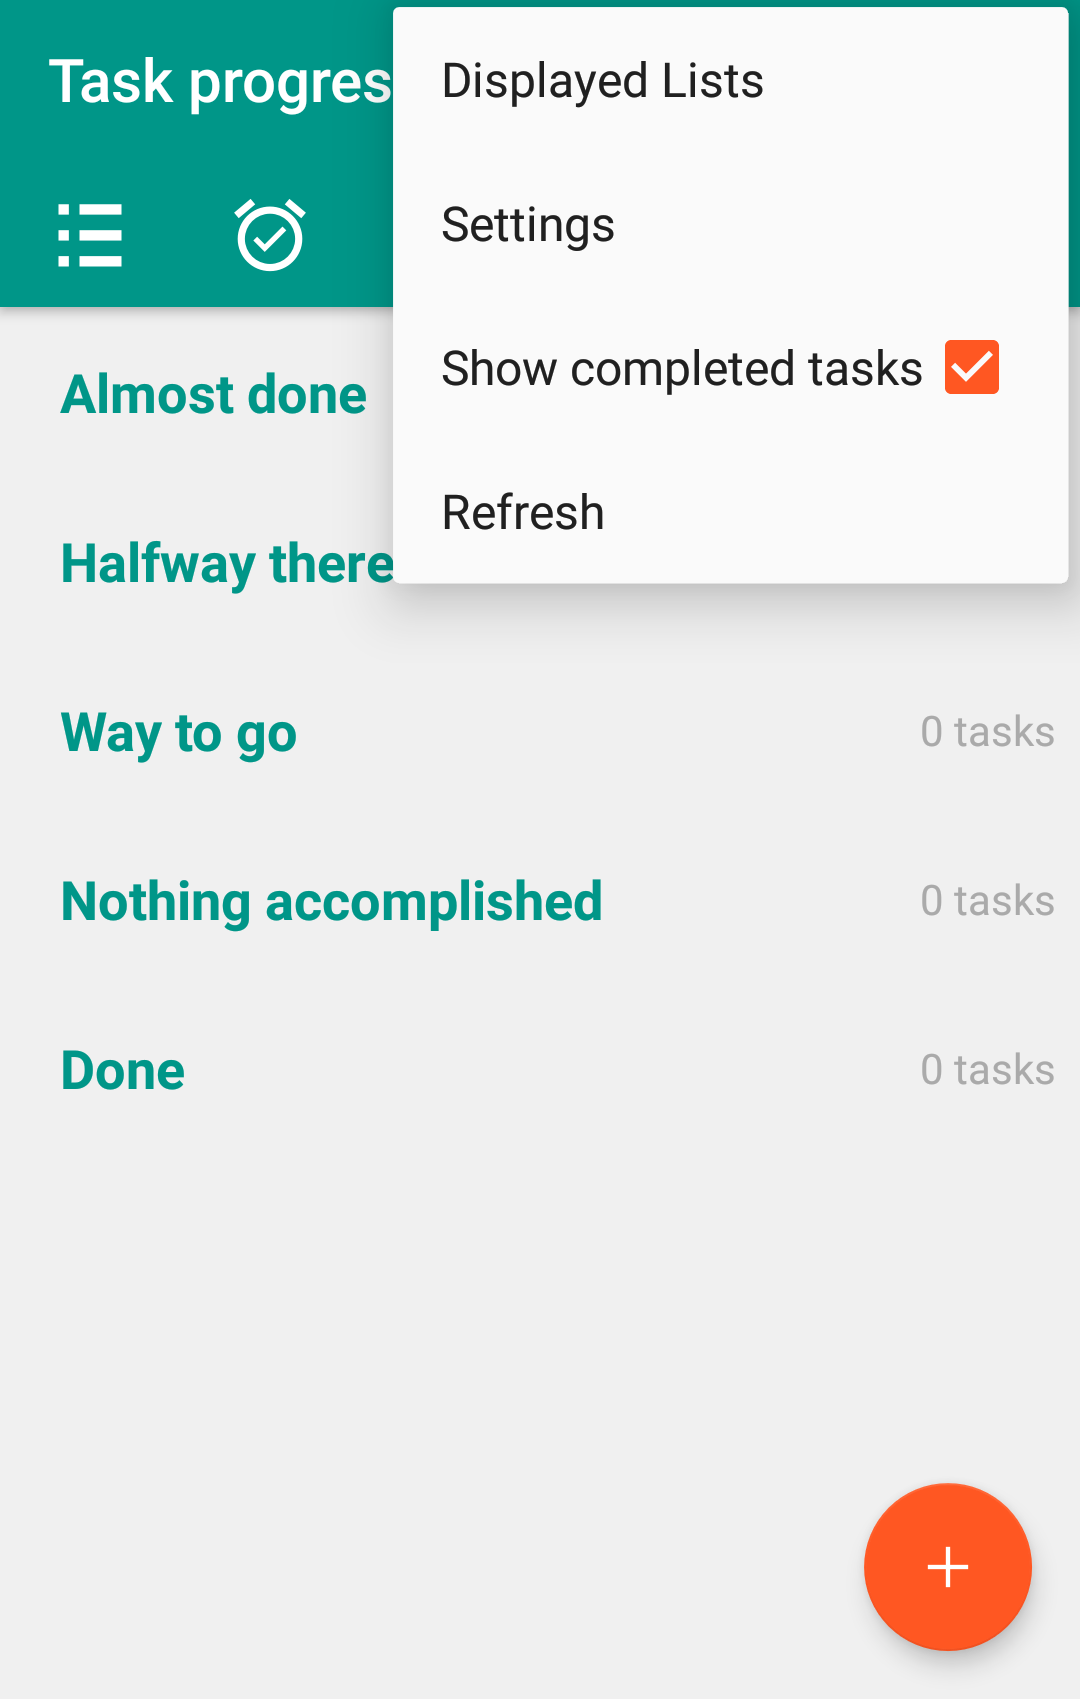 Task progres
Displayed Lists
Settings
Show completed tasks
Refresh
Almost done
Halfway there
Way to go
0 tasks
Nothing accomplished
0 tasks
Done
0 tasks